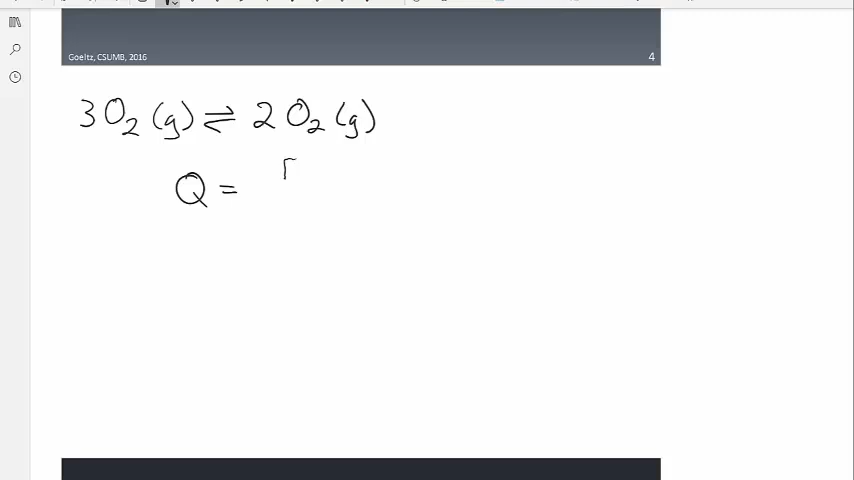 Goeltz, CSUMB, 2016 4
3O₂(g) ⇌ 2O₂(g)
Q = [